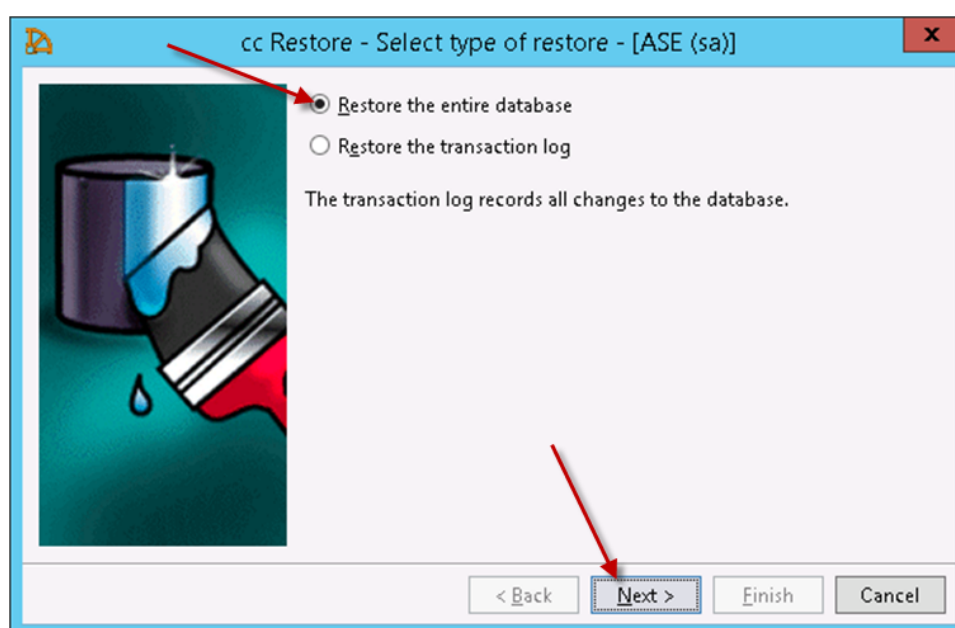 cc Restore - Select type of restore - [ASE (sa)]
x
Restore the entire database
Restore the transaction log
The transaction log records all changes to the database.
< Back Next > Finish Cancel